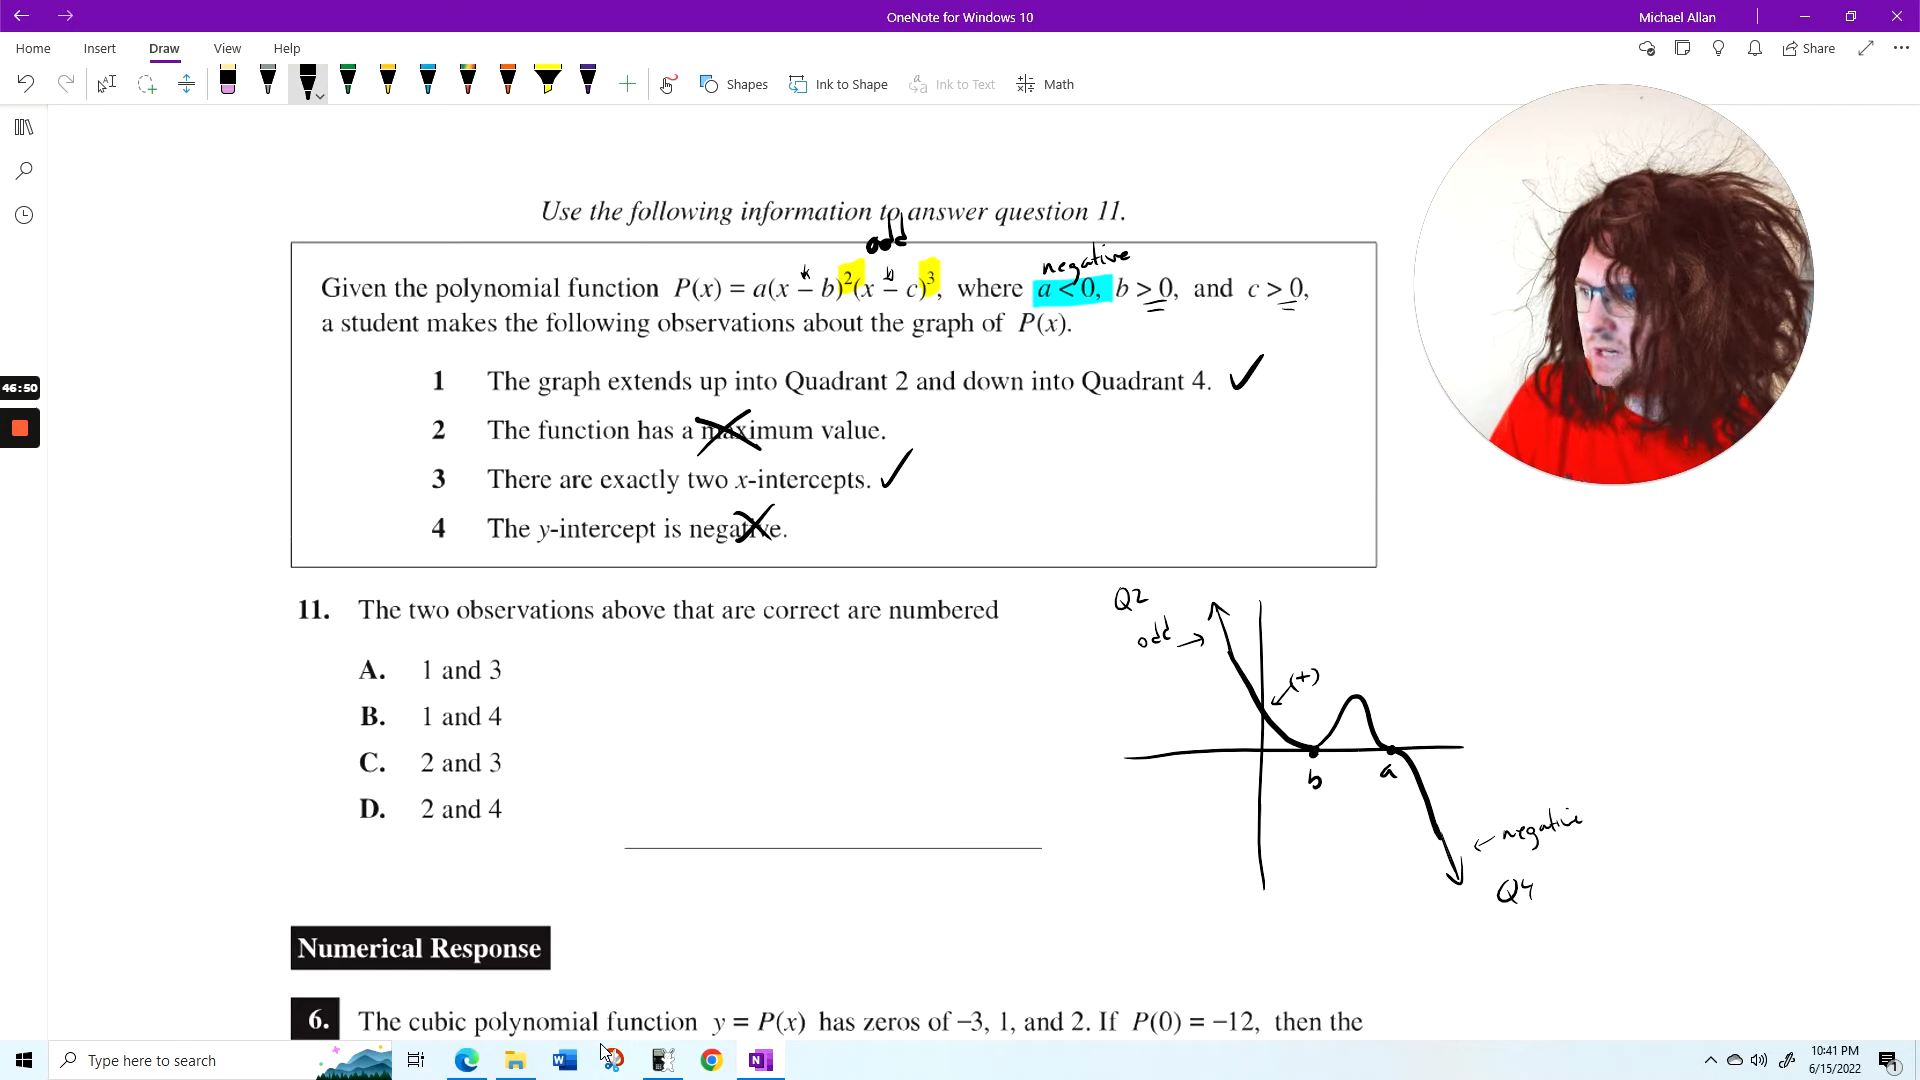 OneNote for Windows 10
Michael Allan
Home Insert Draw View Help
Share
Shapes
Ink to Shape
Ink to Text
Math
46:50
Use the following information to answer question 11.
odd
negative
Given the polynomial function P(x) = a(x − b)²(x − c)³, where a < 0, b > 0, and c > 0,
a student makes the following observations about the graph of P(x).
1 The graph extends up into Quadrant 2 and down into Quadrant 4.
2 The function has a maximum value.
3 There are exactly two x-intercepts.
4 The y-intercept is negative.
11. The two observations above that are correct are numbered
A. 1 and 3
B. 1 and 4
C. 2 and 3
D. 2 and 4
Q2
odd →
(+)
b
a
← negative
Q4
Numerical Response
6. The cubic polynomial function y = P(x) has zeros of −3, 1, and 2. If P(0) = −12, then the
Type here to search
10:41 PM
6/15/2022
1